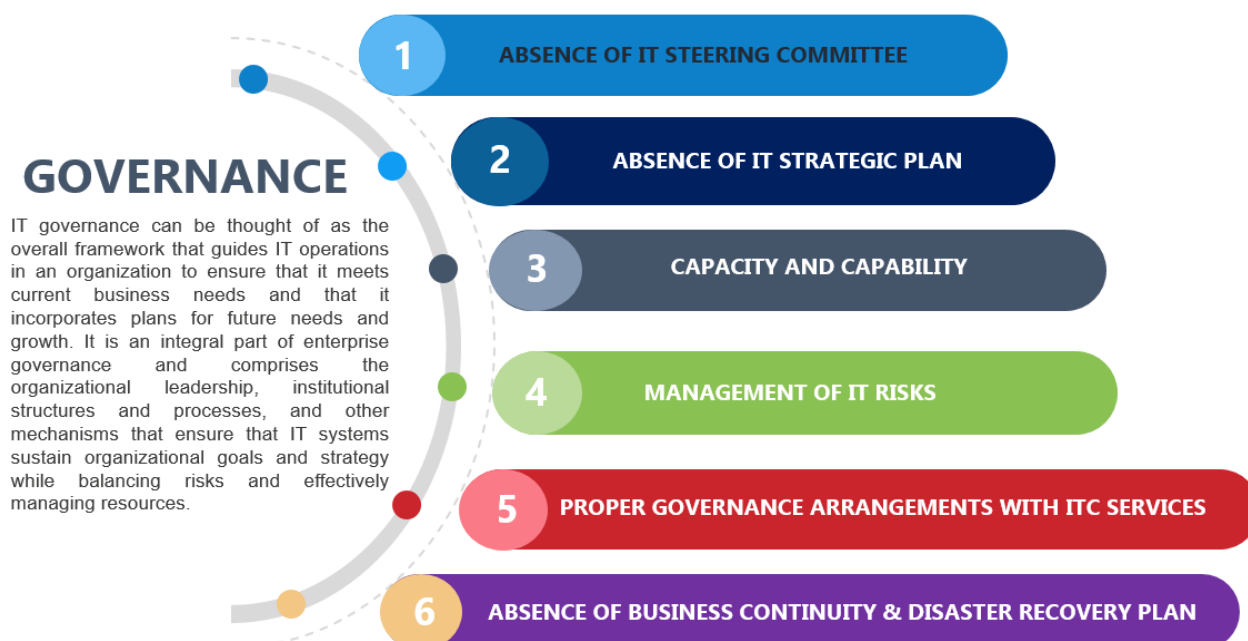 GOVERNANCE
IT governance can be thought of as the
overall framework that guides IT operations
in an organization to ensure that it meets
current business needs and that it
incorporates plans for future needs and
growth. It is an integral part of enterprise
governance and comprises the
organizational leadership, institutional
structures and processes, and other
mechanisms that ensure that IT systems
sustain organizational goals and strategy
while balancing risks and effectively
managing resources.
1 ABSENCE OF IT STEERING COMMITTEE
2 ABSENCE OF IT STRATEGIC PLAN
3 CAPACITY AND CAPABILITY
4 MANAGEMENT OF IT RISKS
5 PROPER GOVERNANCE ARRANGEMENTS WITH ITC SERVICES
6 ABSENCE OF BUSINESS CONTINUITY & DISASTER RECOVERY PLAN